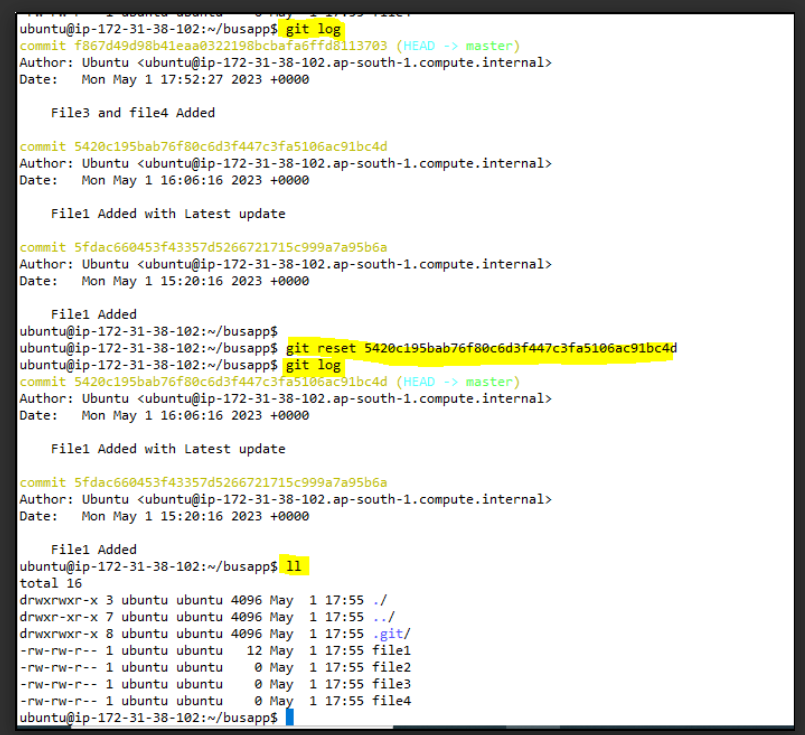 ubuntu@ip-172-31-38-102:~/busapp$ git log
commit f867d49d98b41eaa0322198bcbafa6ffd8113703 (HEAD -> master)
Author: Ubuntu <ubuntu@ip-172-31-38-102.ap-south-1.compute.internal>
Date:   Mon May 1 17:52:27 2023 +0000
    File3 and file4 Added
commit 5420c195bab76f80c6d3f447c3fa5106ac91bc4d
Author: Ubuntu <ubuntu@ip-172-31-38-102.ap-south-1.compute.internal>
Date:   Mon May 1 16:06:16 2023 +0000
    File1 Added with Latest update
commit 5fdac660453f43357d5266721715c999a7a95b6a
Author: Ubuntu <ubuntu@ip-172-31-38-102.ap-south-1.compute.internal>
Date:   Mon May 1 15:20:16 2023 +0000
    File1 Added
ubuntu@ip-172-31-38-102:~/busapp$
ubuntu@ip-172-31-38-102:~/busapp$ git reset 5420c195bab76f80c6d3f447c3fa5106ac91bc4d
ubuntu@ip-172-31-38-102:~/busapp$ git log
commit 5420c195bab76f80c6d3f447c3fa5106ac91bc4d (HEAD -> master)
Author: Ubuntu <ubuntu@ip-172-31-38-102.ap-south-1.compute.internal>
Date:   Mon May 1 16:06:16 2023 +0000
    File1 Added with Latest update
commit 5fdac660453f43357d5266721715c999a7a95b6a
Author: Ubuntu <ubuntu@ip-172-31-38-102.ap-south-1.compute.internal>
Date:   Mon May 1 15:20:16 2023 +0000
    File1 Added
ubuntu@ip-172-31-38-102:~/busapp$ ll
total 16
drwxrwxr-x 3 ubuntu ubuntu 4096 May  1 17:55 ./
drwxr-xr-x 7 ubuntu ubuntu 4096 May  1 17:55 ../
drwxrwxr-x 8 ubuntu ubuntu 4096 May  1 17:55 .git/
-rw-rw-r-- 1 ubuntu ubuntu   12 May  1 17:55 file1
-rw-rw-r-- 1 ubuntu ubuntu    0 May  1 17:55 file2
-rw-rw-r-- 1 ubuntu ubuntu    0 May  1 17:55 file3
-rw-rw-r-- 1 ubuntu ubuntu    0 May  1 17:55 file4
ubuntu@ip-172-31-38-102:~/busapp$